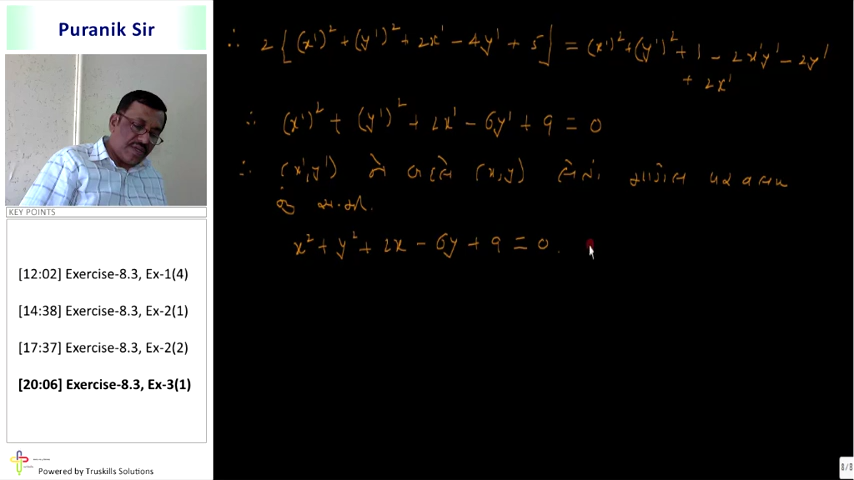 Puranik Sir
KEY POINTS
[12:02] Exercise-8.3, Ex-1(4)
[14:38] Exercise-8.3, Ex-2(1)
[17:37] Exercise-8.3, Ex-2(2)
[20:06] Exercise-8.3, Ex-3(1)
Powered by Truskills Solutions
∴ 2 { (x')² + (y')² + 2x' - 4y' + 5 } = (x')² + (y')² + 1 - 2x'y' - 2y'
+ 2x'
∴ (x')² + (y')² + 2x' - 6y' + 9 = 0
∴ (x', y') ને બદલે (x, y)
x² + y² + 2x - 6y + 9 = 0.
8/8